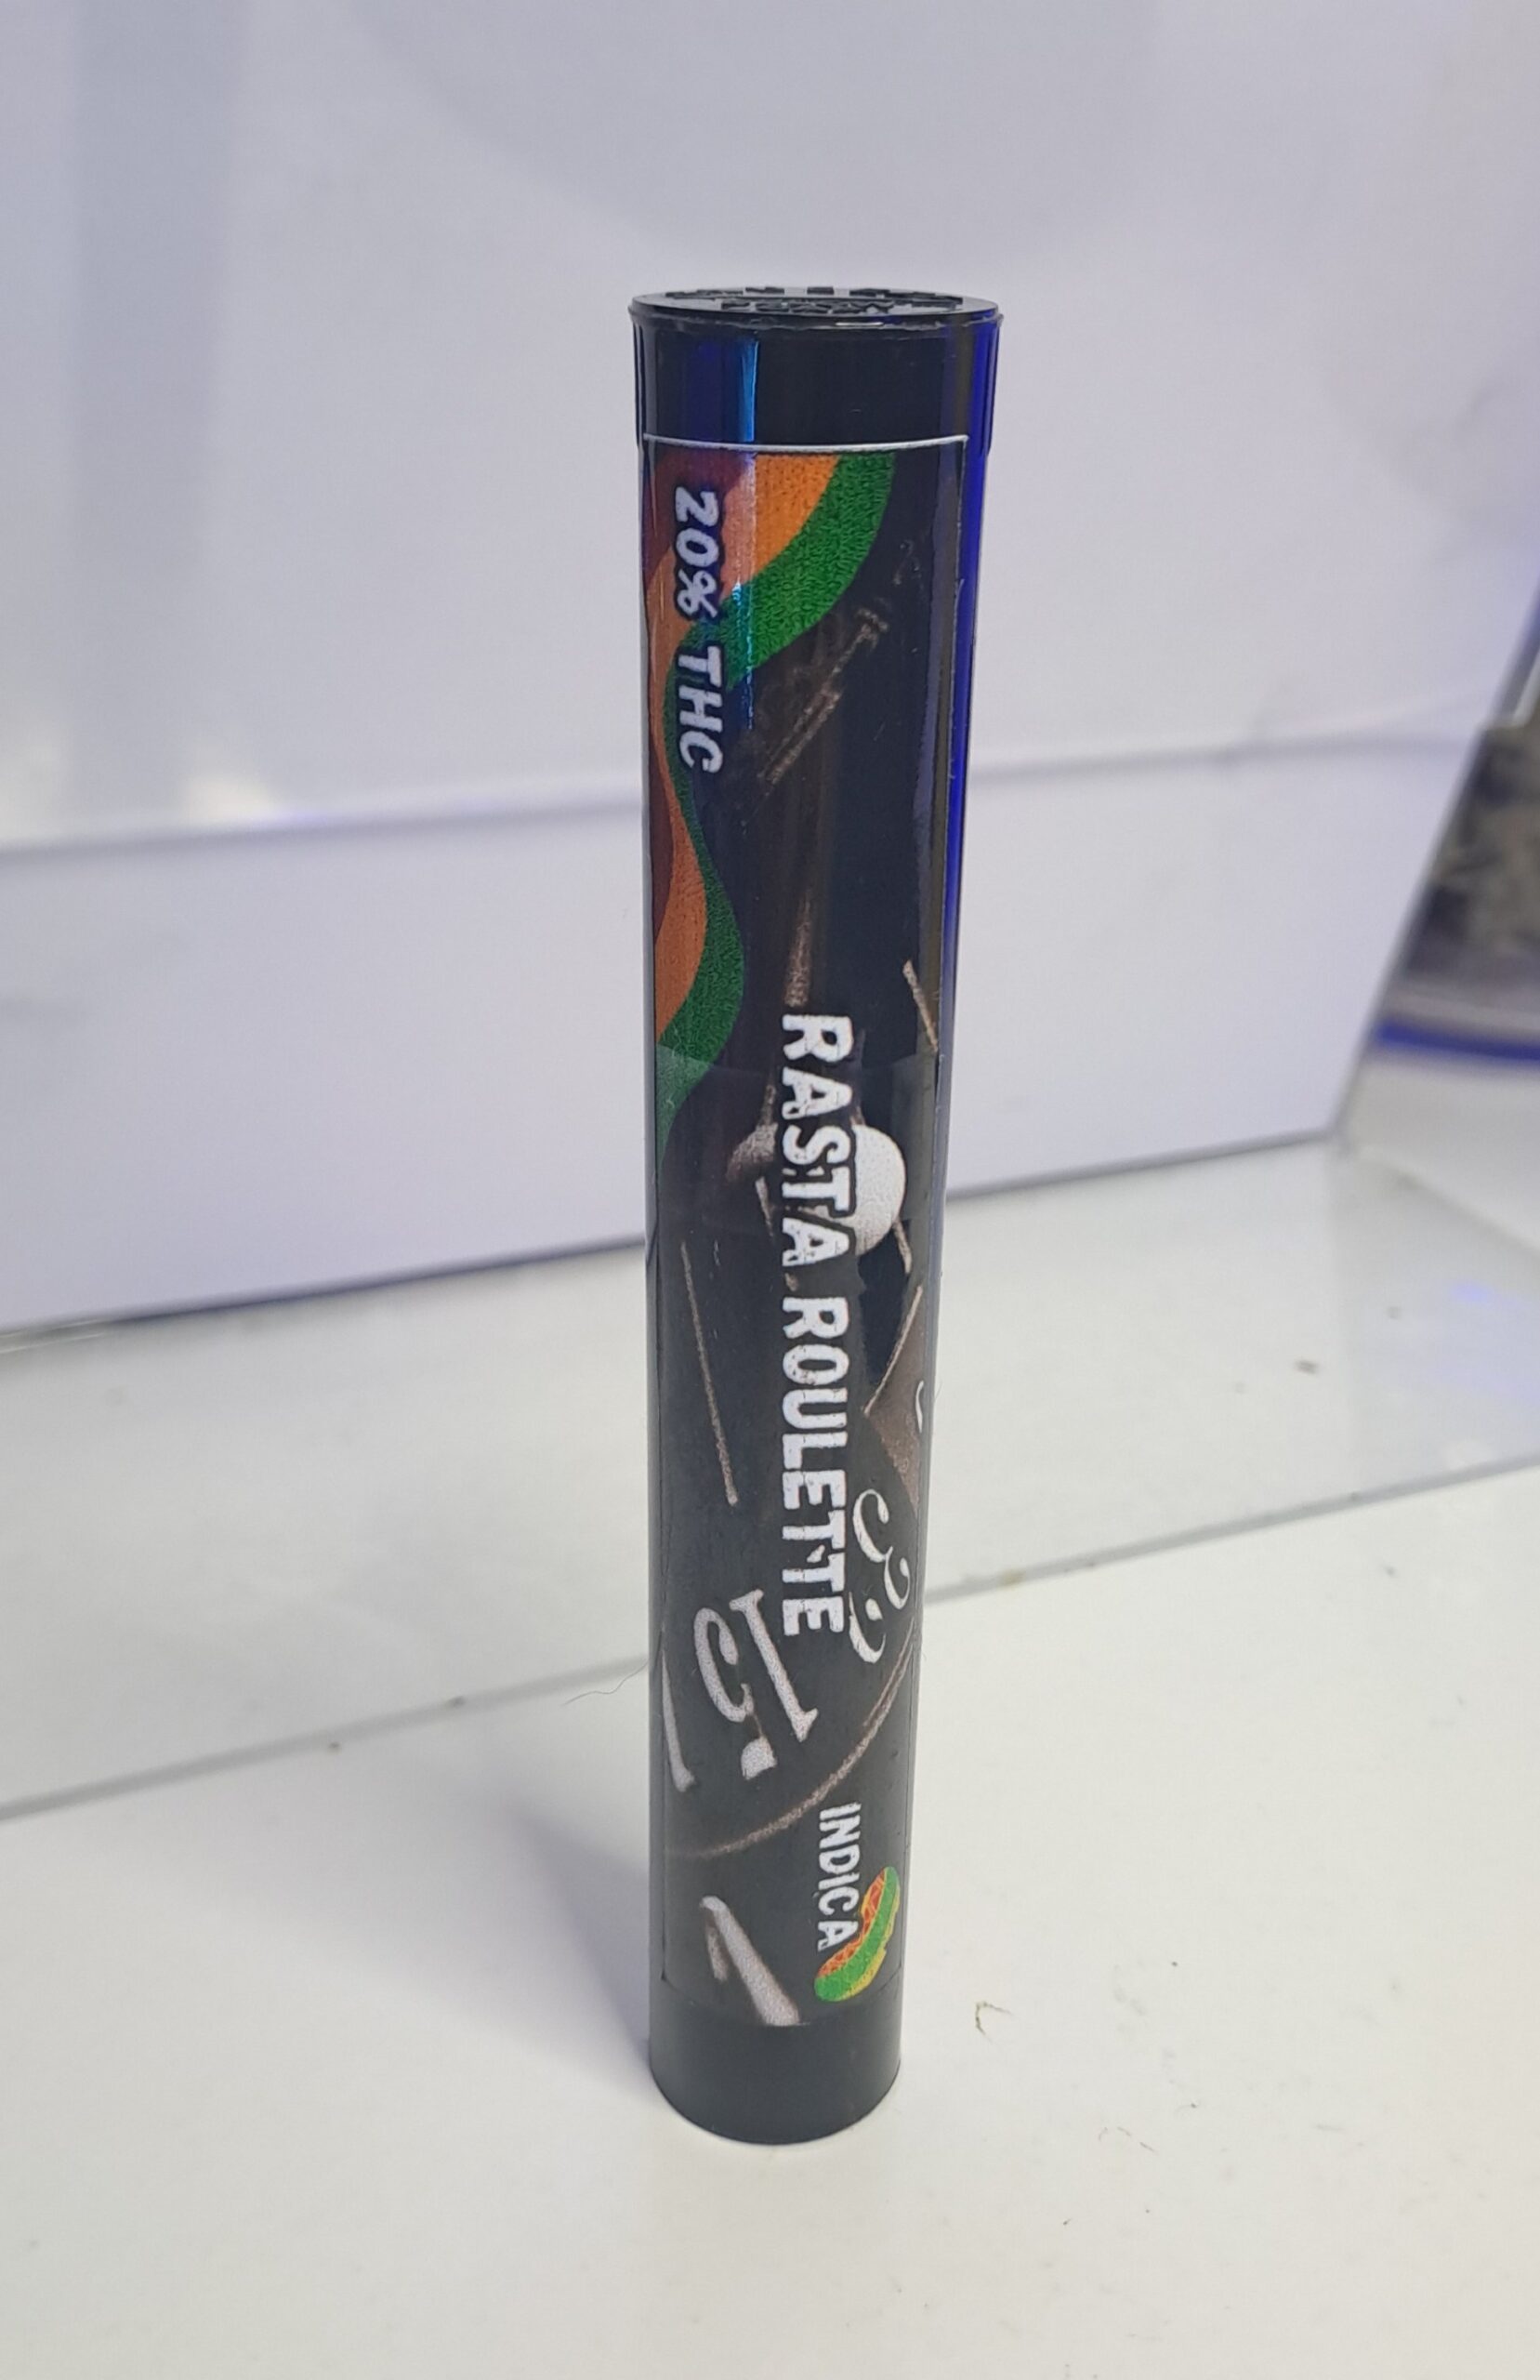 20% THC
RASTA ROULETTE
INDICA